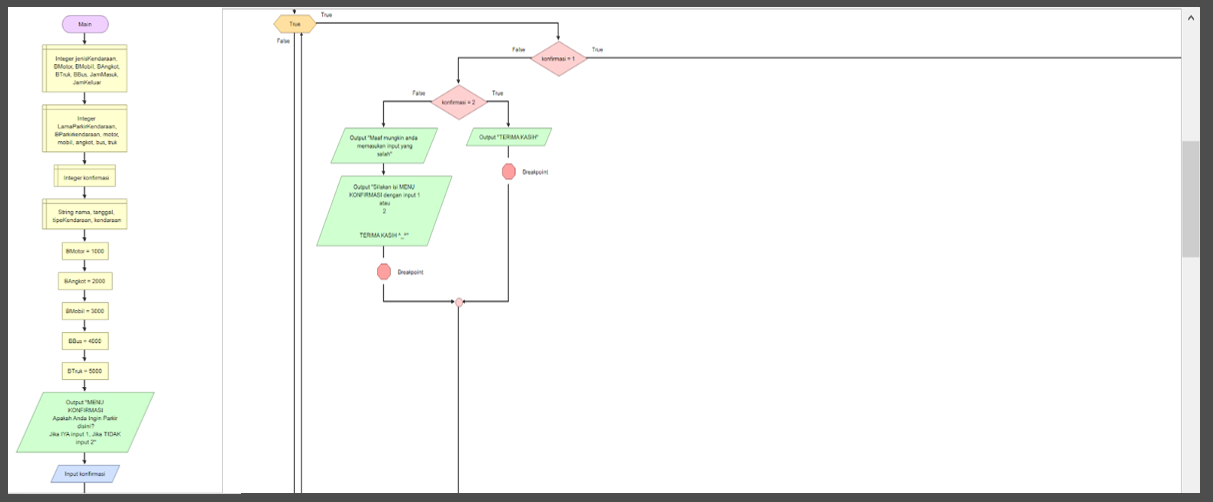 Main
Integer jenisKendaraan,
BMotor, BMobil, BAngkot,
BTruk, BBus, JamMasuk,
JamKeluar
Integer
LamaParkirKendaraan,
BParkirkendaraan, motor,
mobil, angkot, bus, truk
Integer konfirmasi
String nama, tanggal,
tipeKendaraan, kendaraan
BMotor = 1000
BAngkot = 2000
BMobil = 3000
BBus = 4000
BTruk = 5000
Output "MENU
KONFIRMASI
Apakah Anda Ingin Parkir
disini?
Jika IYA input 1, Jika TIDAK
input 2"
Input konfirmasi
True
True
False
False
konfirmasi = 1
True
False
konfirmasi = 2
True
Output "Maaf mungkin anda
memasukan input yang
salah"
Output "TERIMA KASIH"
Breakpoint
Output "Silakan isi MENU
KONFIRMASI dengan input 1
atau
2
TERIMA KASIH ^_^"
Breakpoint